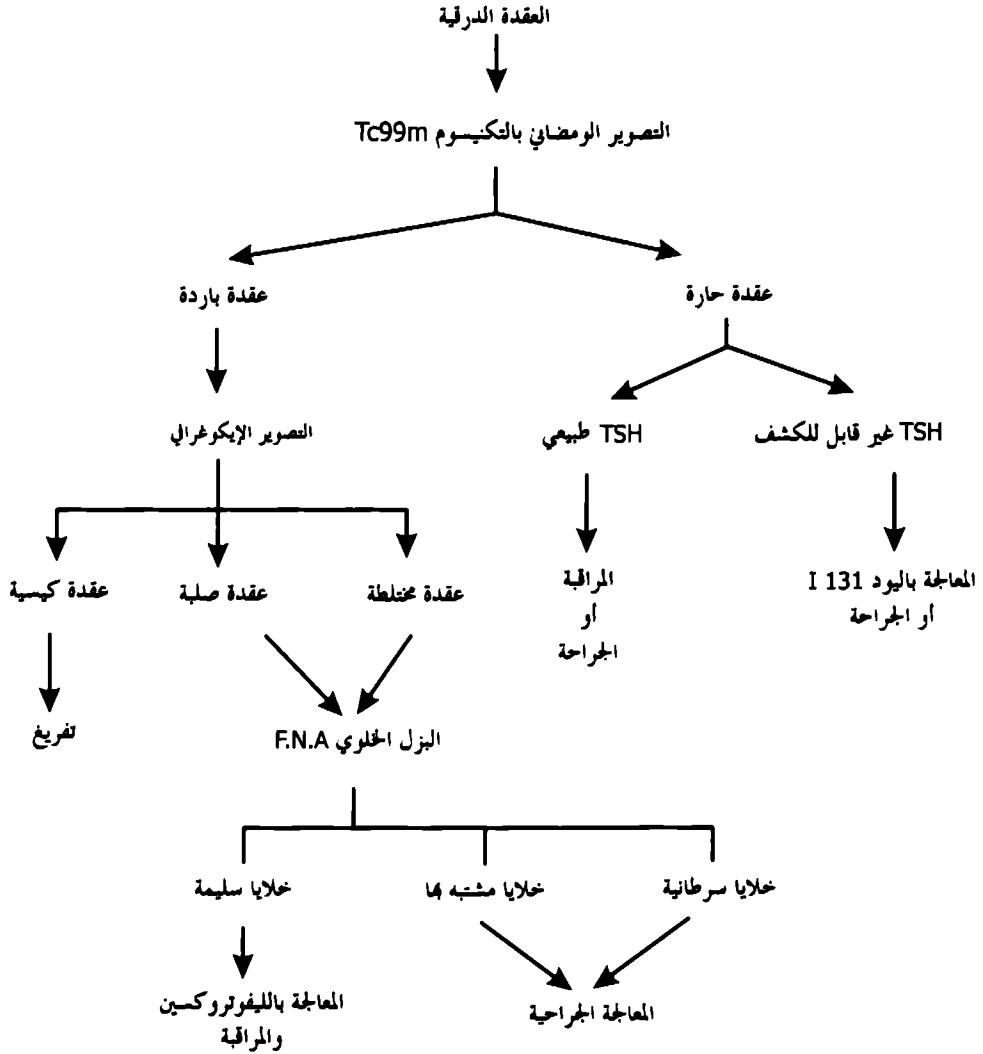 العقدة الدرقية
التصوير الومضاني بالتكنيسوم Tc99m
عقدة حارة
عقدة باردة
TSH غير قابل للكشف
TSH طبيعي
التصوير الإيكوغرافي
المعالجة باليود I 131
أو الجراحة
المراقبة
أو
الجراحة
عقدة مختلطة
عقدة صلبة
عقدة كيسية
البزل الخلوي F.N.A
تفريغ
خلايا سرطانية
خلايا مشتبه بها
خلايا سليمة
المعالجة الجراحية
المعالجة بالليفوتروكسين
والمراقبة